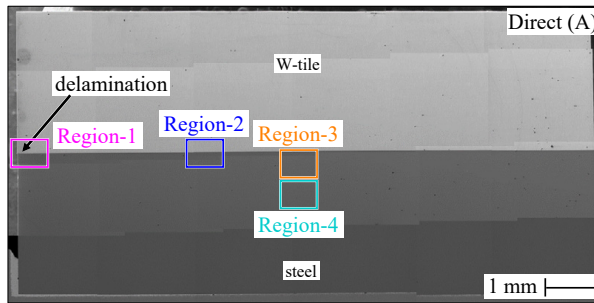 Direct (A)
W-tile
delamination
Region-1
Region-2
Region-3
Region-4
steel
1 mm